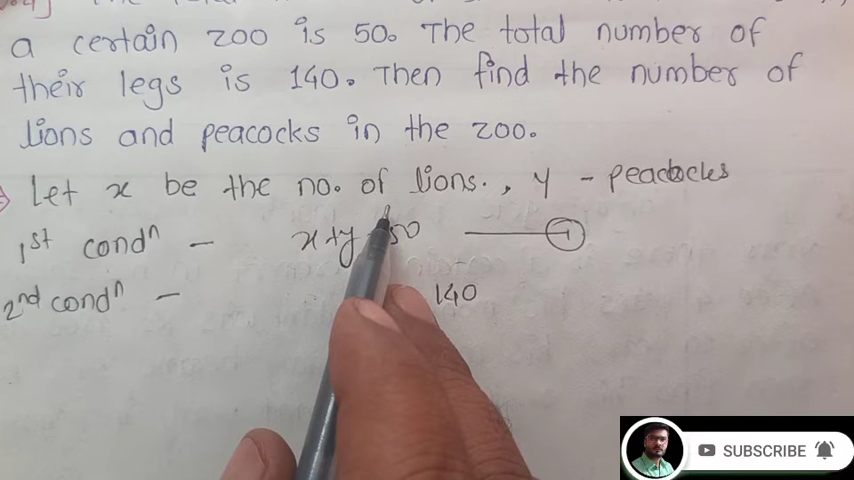 a certain zoo is 50. The total number of
their legs is 140. Then find the number of
lions and peacocks in the zoo.
Let x be the no. of lions. , y - peacocks
1st condⁿ - x+y 50 1
2nd condⁿ - 140
SUBSCRIBE